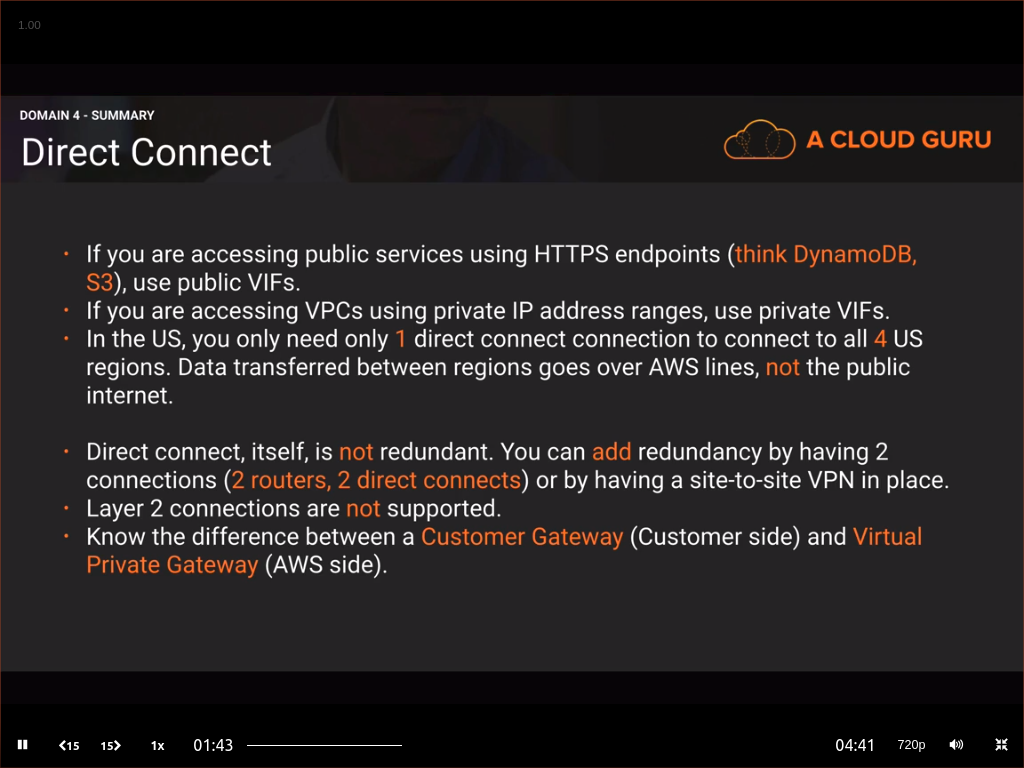 1.00
DOMAIN 4 - SUMMARY
Direct Connect
A CLOUD GURU
• If you are accessing public services using HTTPS endpoints (think DynamoDB,
S3), use public VIFs.
• If you are accessing VPCs using private IP address ranges, use private VIFs.
• In the US, you only need only 1 direct connect connection to connect to all 4 US
regions. Data transferred between regions goes over AWS lines, not the public
internet.
• Direct connect, itself, is not redundant. You can add redundancy by having 2
connections (2 routers, 2 direct connects) or by having a site-to-site VPN in place.
• Layer 2 connections are not supported.
• Know the difference between a Customer Gateway (Customer side) and Virtual
Private Gateway (AWS side).
15 15 1x 01:43 04:41 720p